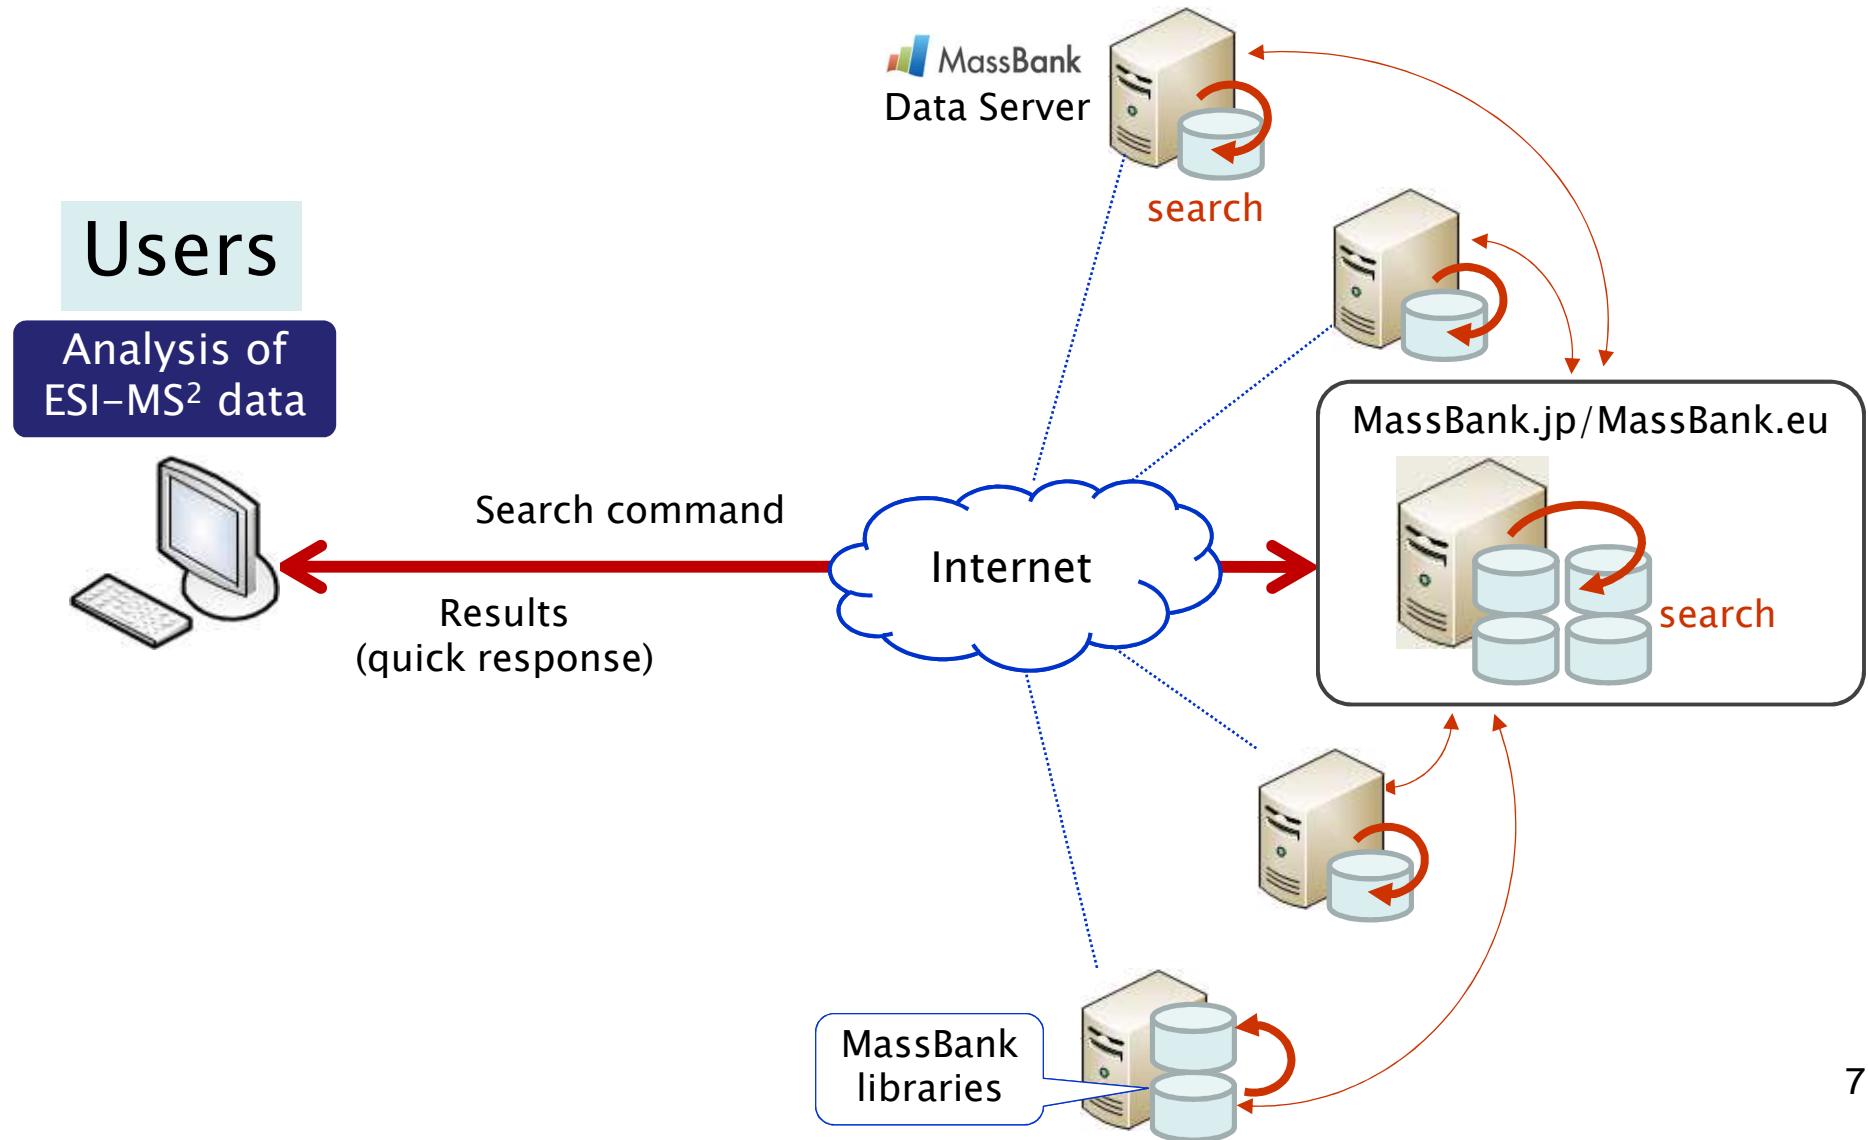 MassBank
Data Server
search
Users
Analysis of
ESI-MS² data
MassBank.jp/MassBank.eu
Search command
Internet
Results
(quick response)
search
MassBank
libraries
7